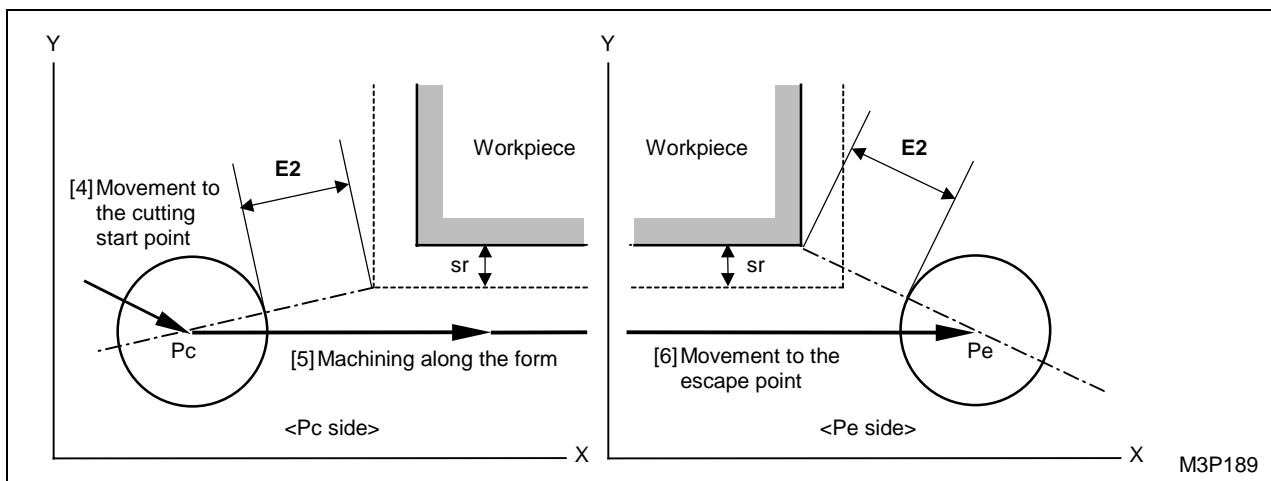 Y
E2
[4] Movement to
the cutting
start point
Workpiece
sr
Pc
[5] Machining along the form
<Pc side>
X
Y
Workpiece
E2
sr
[6] Movement to the
escape point
Pe
<Pe side>
X
M3P189